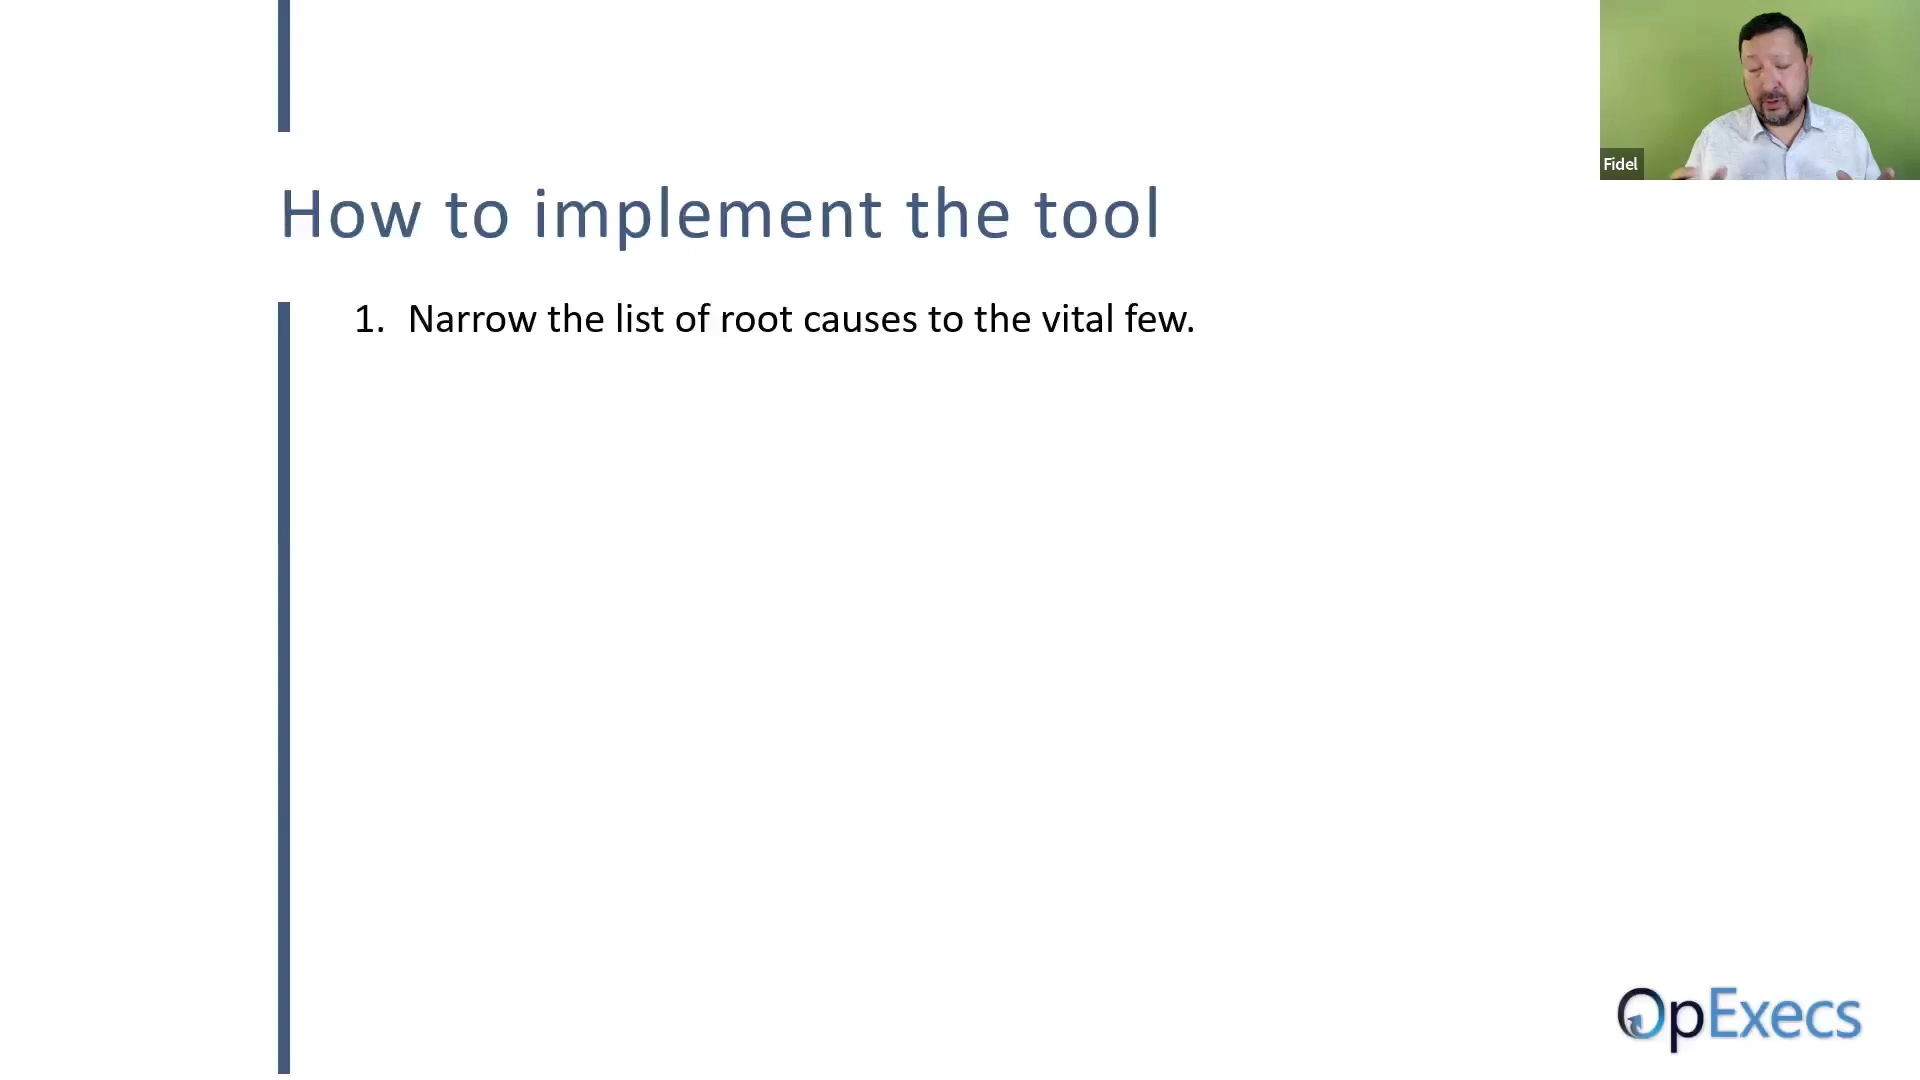 Fidel
How to implement the tool
1. Narrow the list of root causes to the vital few.
OpExecs